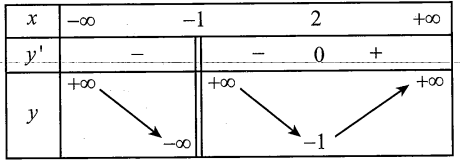 x −∞ −1 2 +∞
y' − − 0 +
+∞ +∞ +∞
y
−∞ −1